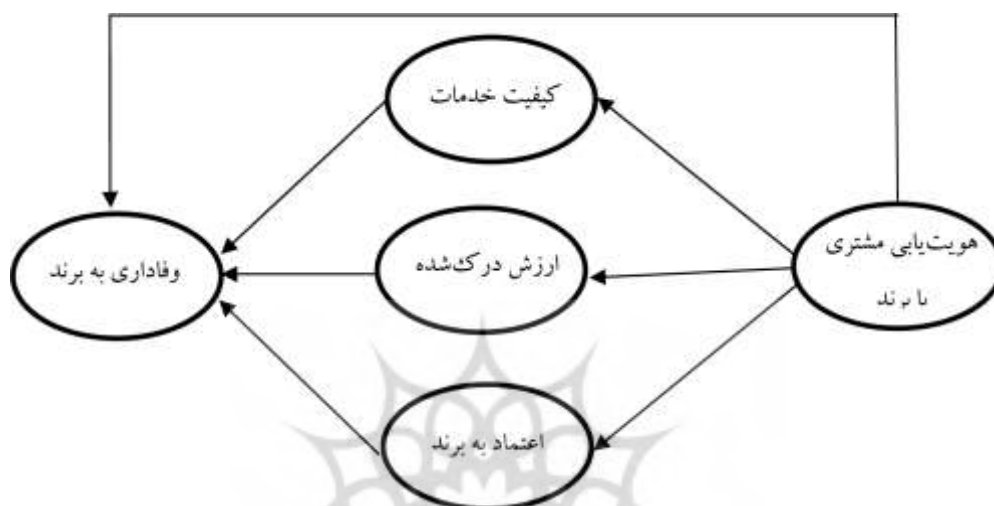 کیفیت خدمات
هویت‌یابی مشتری
با برند
ارزش درک‌شده
وفاداری به برند
اعتماد به برند